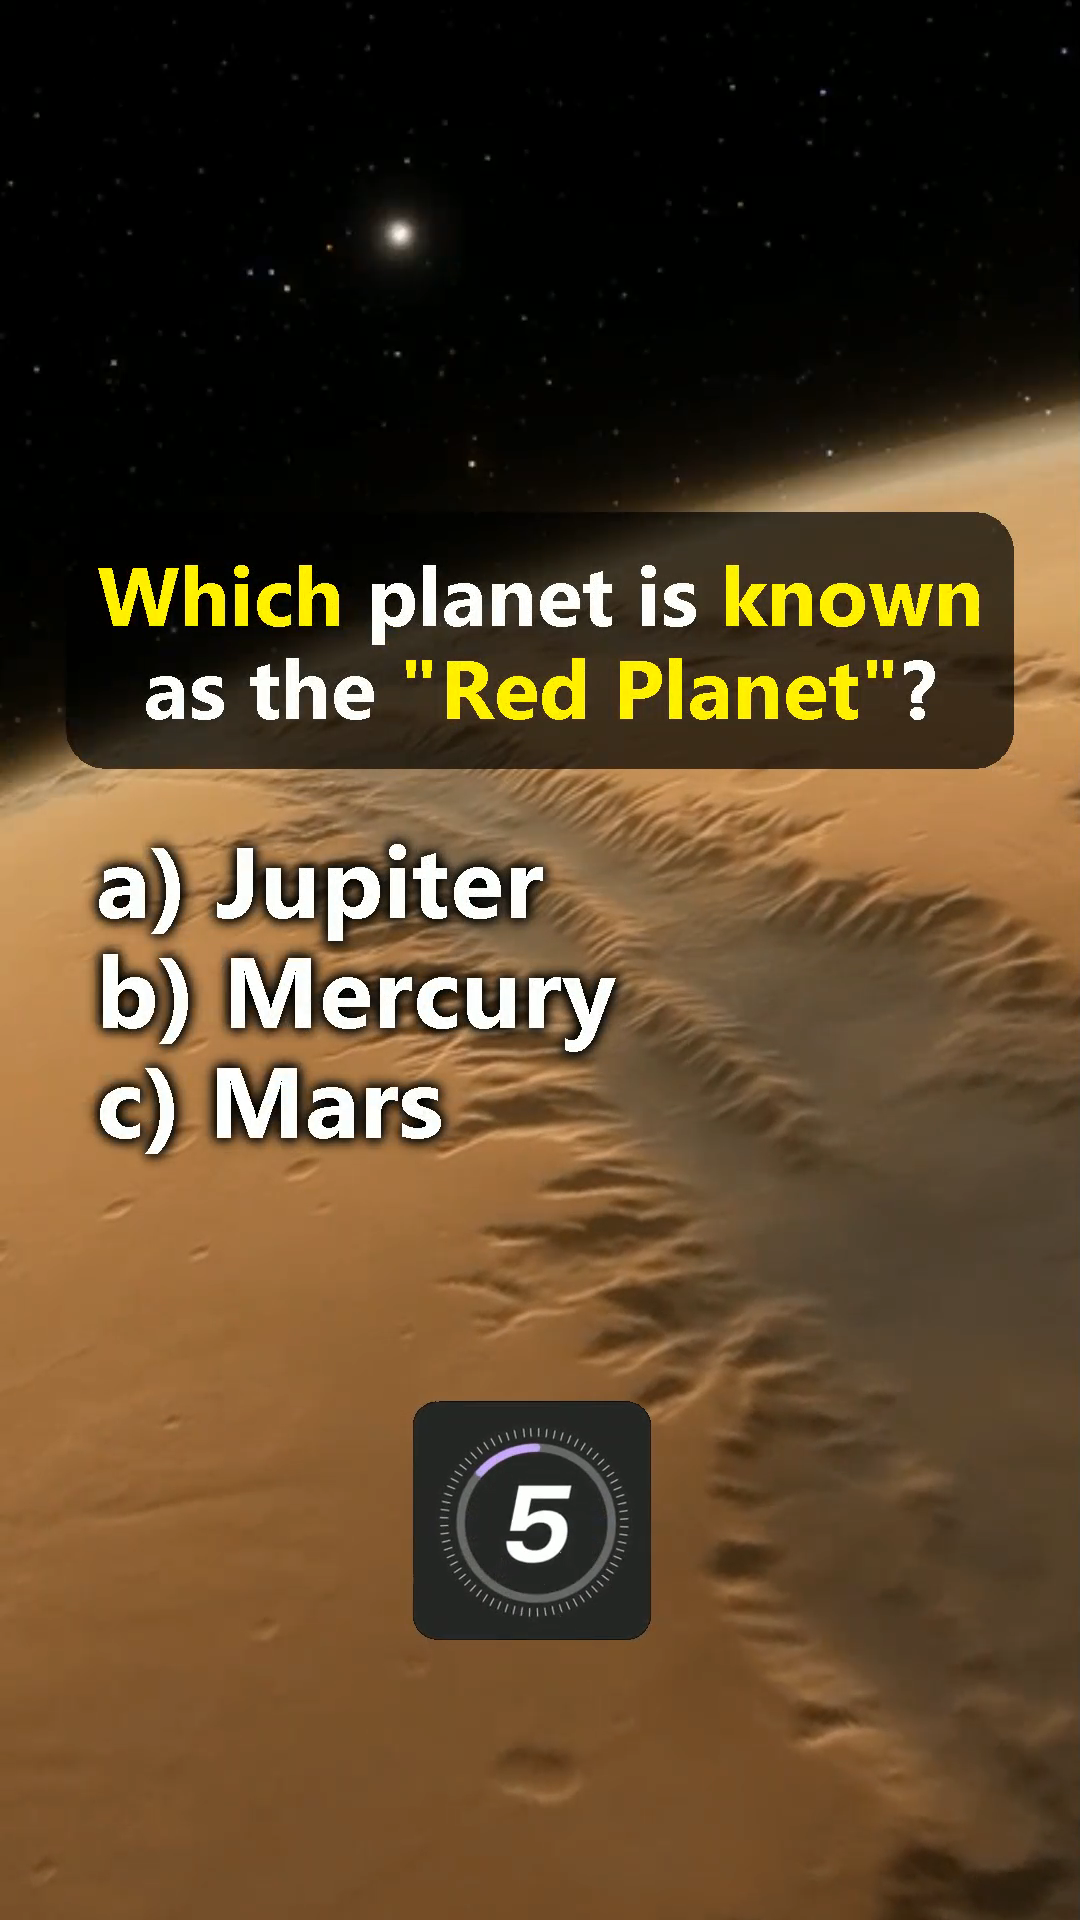 Which planet is known
as the "Red Planet"?
a) Jupiter
b) Mercury
c) Mars
5